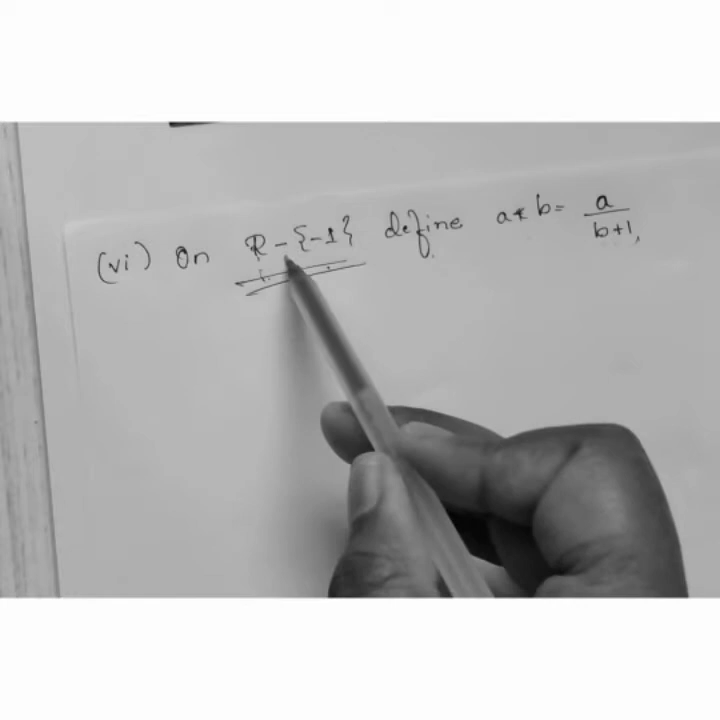 (vi) On R-{-1} define a*b= a/b+1,